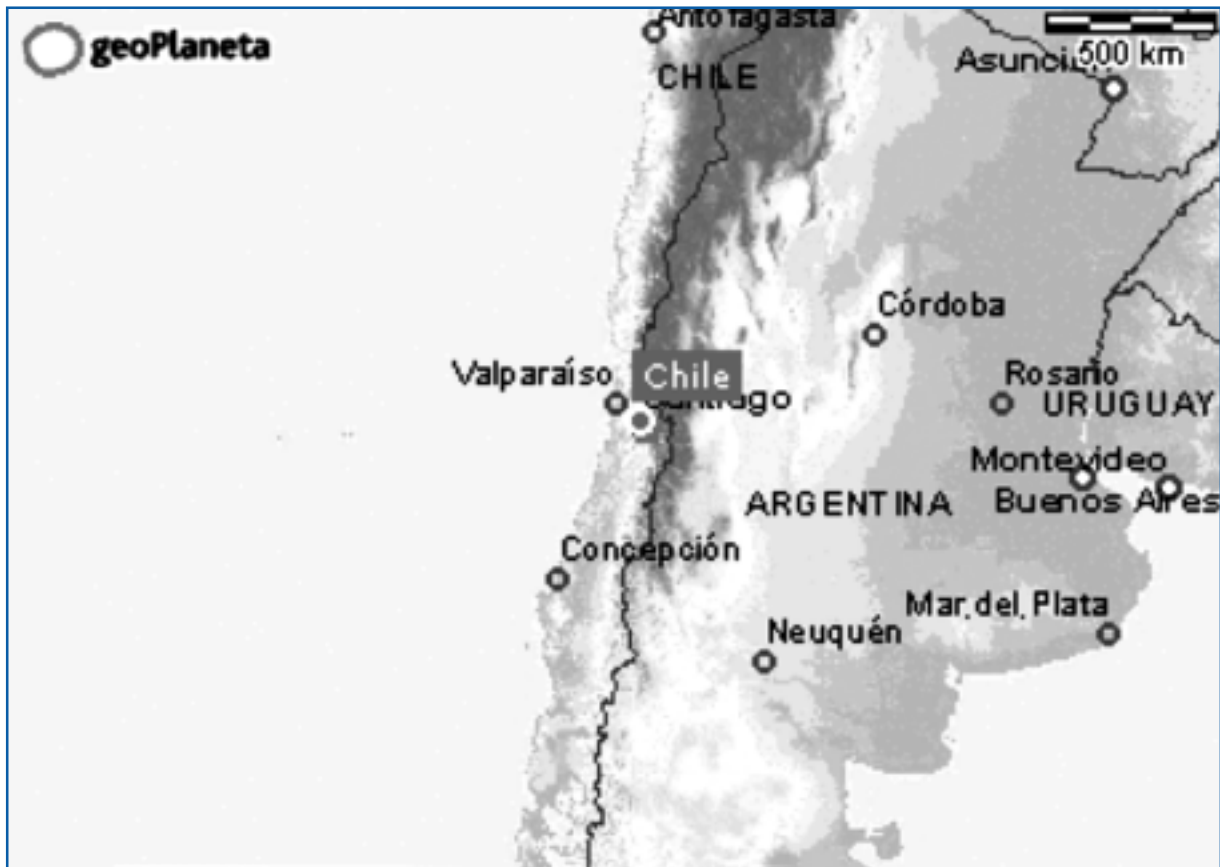 geoPlaneta
Antofagasta
500 km
Asunción
CHILE
Córdoba
Valparaíso
Chile
Rosario
Santiago
URUGUAY
Montevideo
ARGENTINA
Buenos Aires
Concepción
Mar.del.Plata
Neuquén